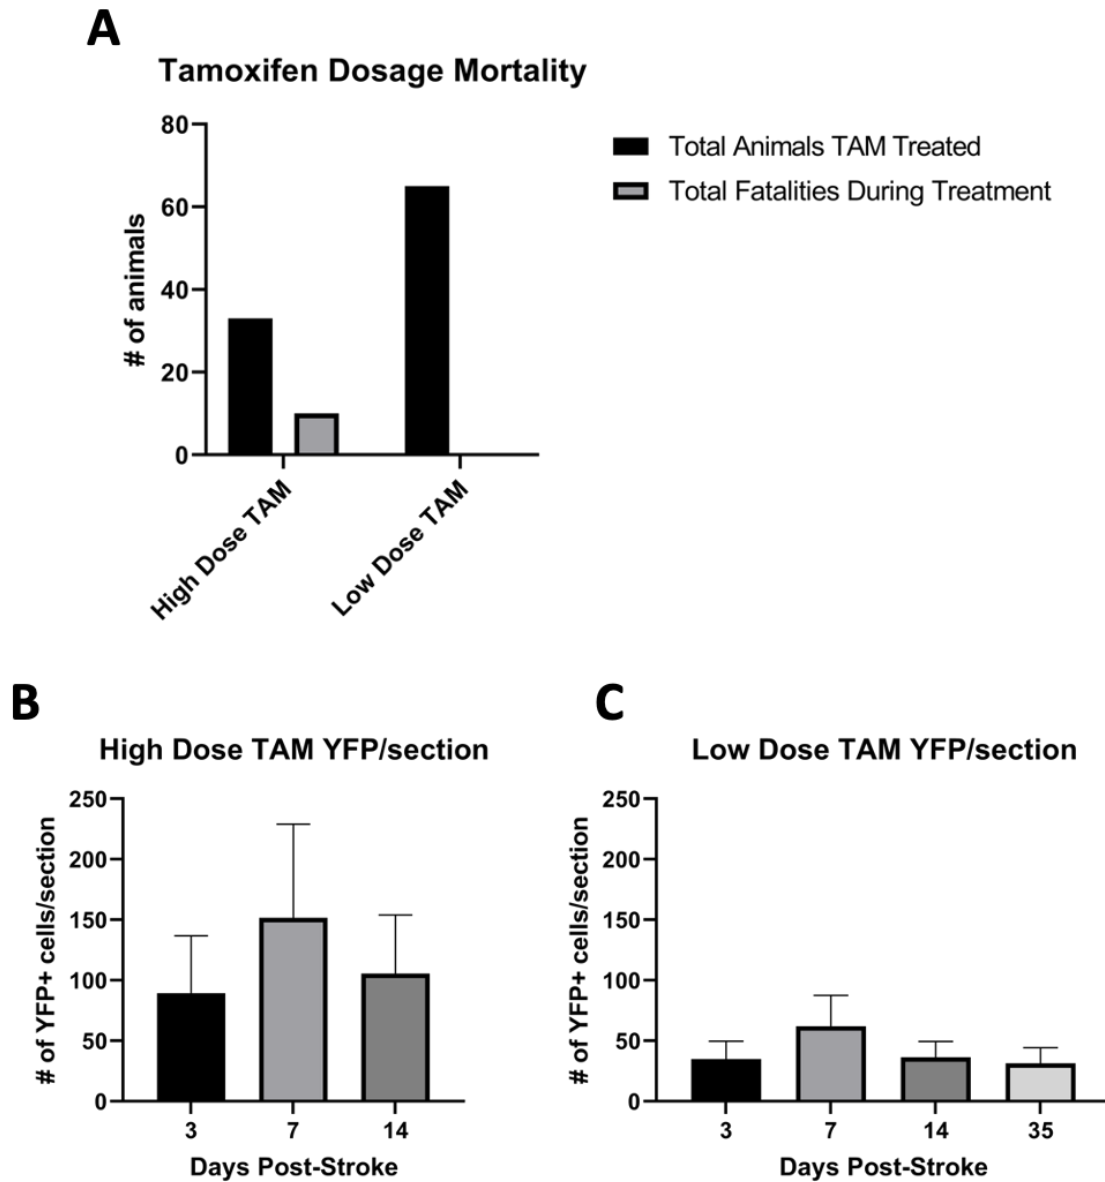 A
Tamoxifen Dosage Mortality
80
60
40
20
0
# of animals
High Dose TAM
Low Dose TAM
Total Animals TAM Treated
Total Fatalities During Treatment
B
High Dose TAM YFP/section
250
200
150
100
50
0
# of YFP+ cells/section
3 7 14
Days Post-Stroke
C
Low Dose TAM YFP/section
250
200
150
100
50
0
# of YFP+ cells/section
3 7 14 35
Days Post-Stroke